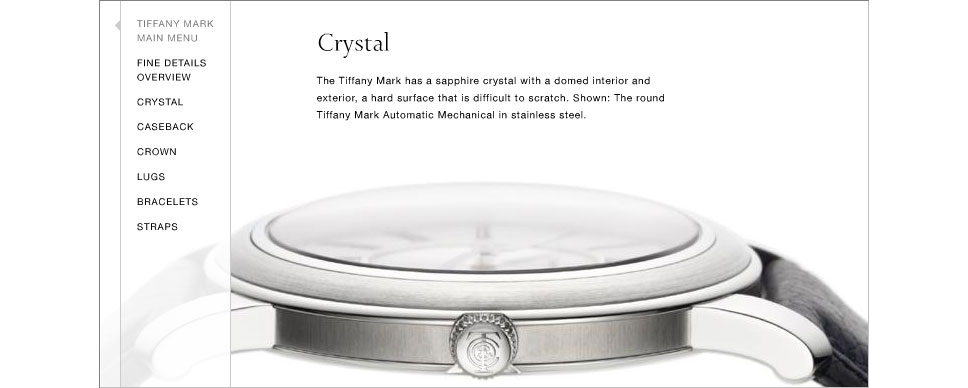 TIFFANY MARK
MAIN MENU
FINE DETAILS
OVERVIEW
CRYSTAL
CASEBACK
CROWN
LUGS
BRACELETS
STRAPS
Crystal
The Tiffany Mark has a sapphire crystal with a domed interior and
exterior, a hard surface that is difficult to scratch. Shown: The round
Tiffany Mark Automatic Mechanical in stainless steel.